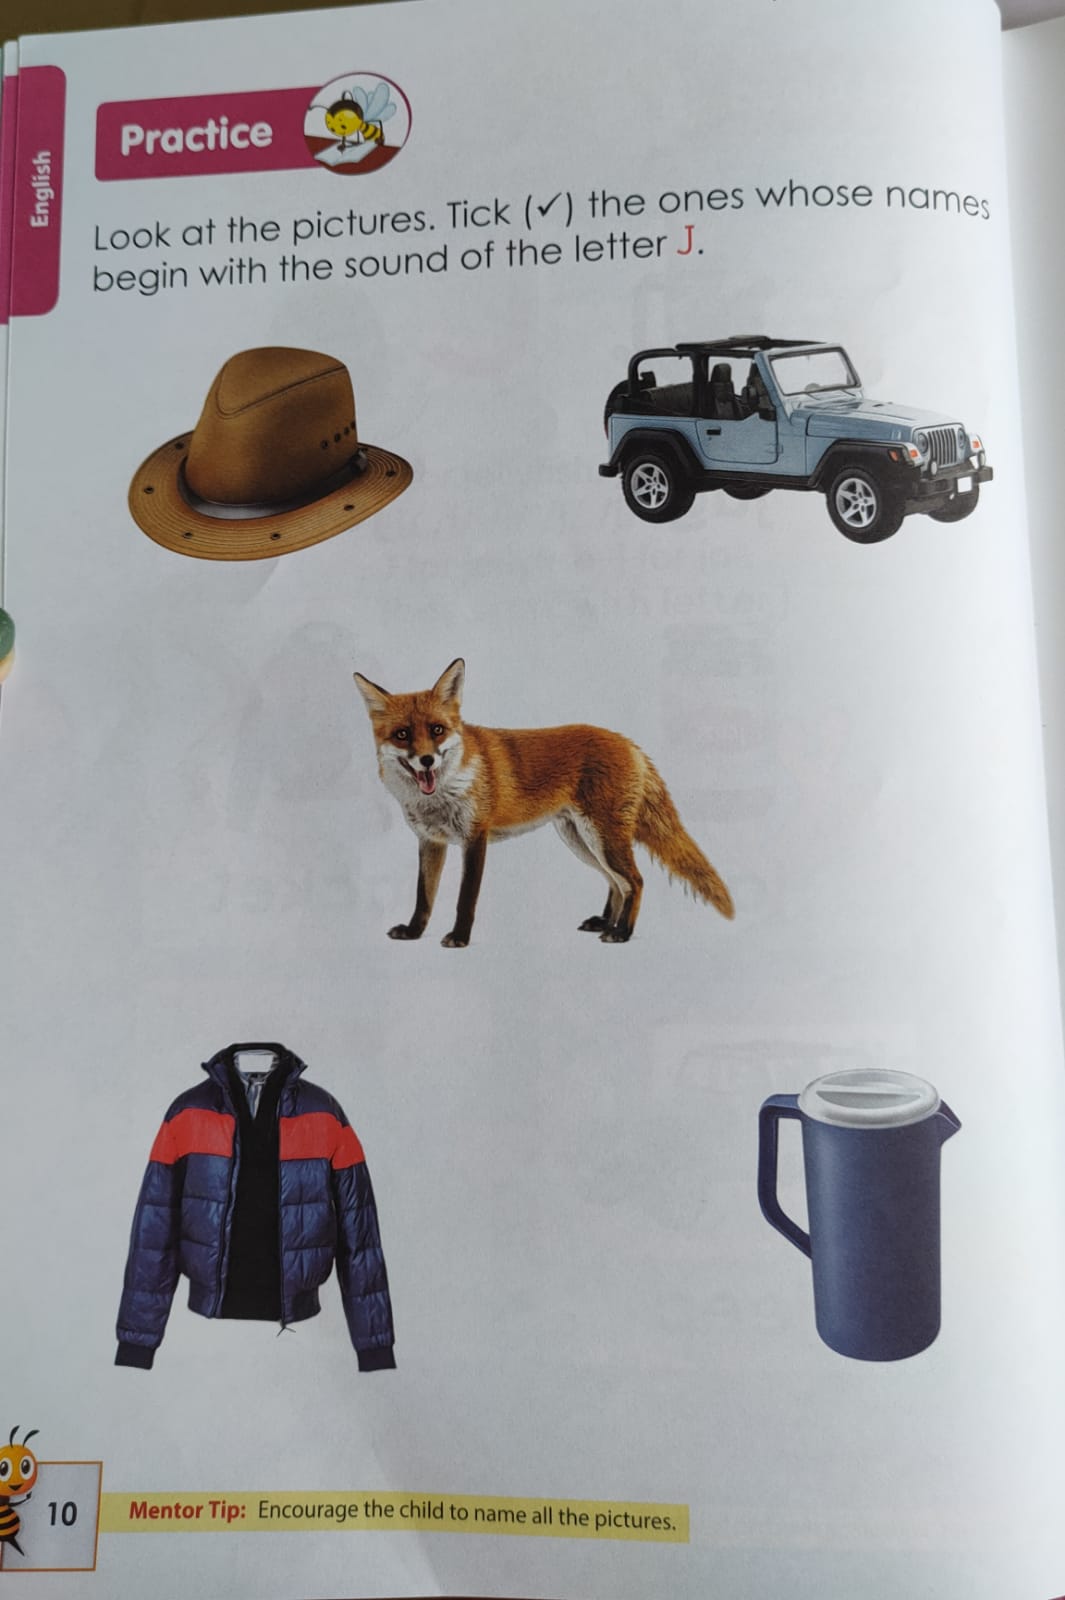 English
Practice
Look at the pictures. Tick (✓) the ones whose names
begin with the sound of the letter J.
10
Mentor Tip: Encourage the child to name all the pictures.